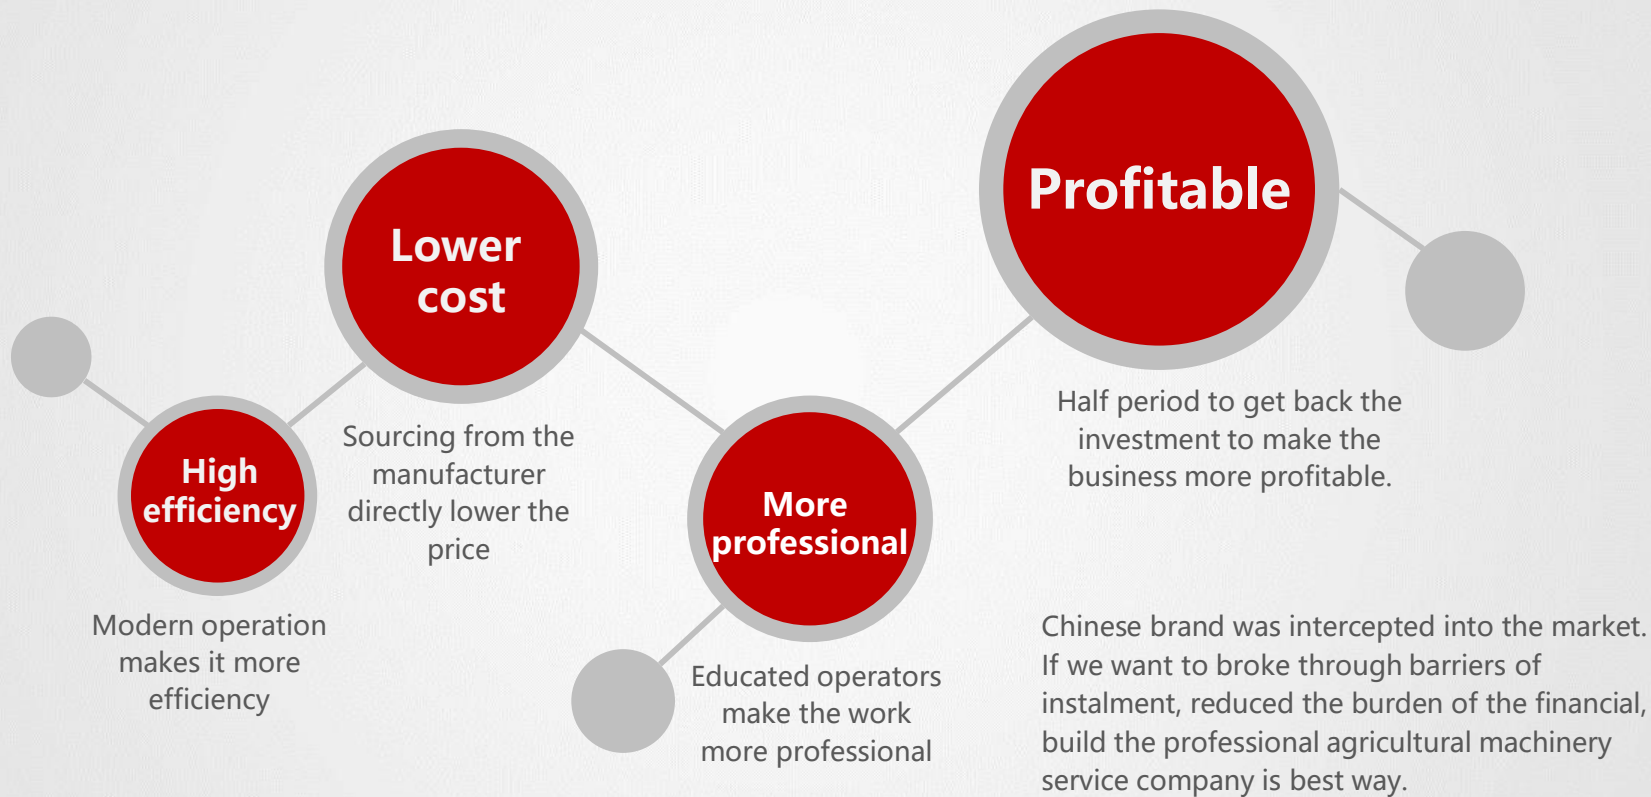 High
efficiency
Modern operation
makes it more
efficiency
Lower
cost
Sourcing from the
manufacturer
directly lower the
price
More
professional
Educated operators
make the work
more professional
Profitable
Half period to get back the
investment to make the
business more profitable.
Chinese brand was intercepted into the market.
If we want to broke through barriers of
instalment, reduced the burden of the financial,
build the professional agricultural machinery
service company is best way.